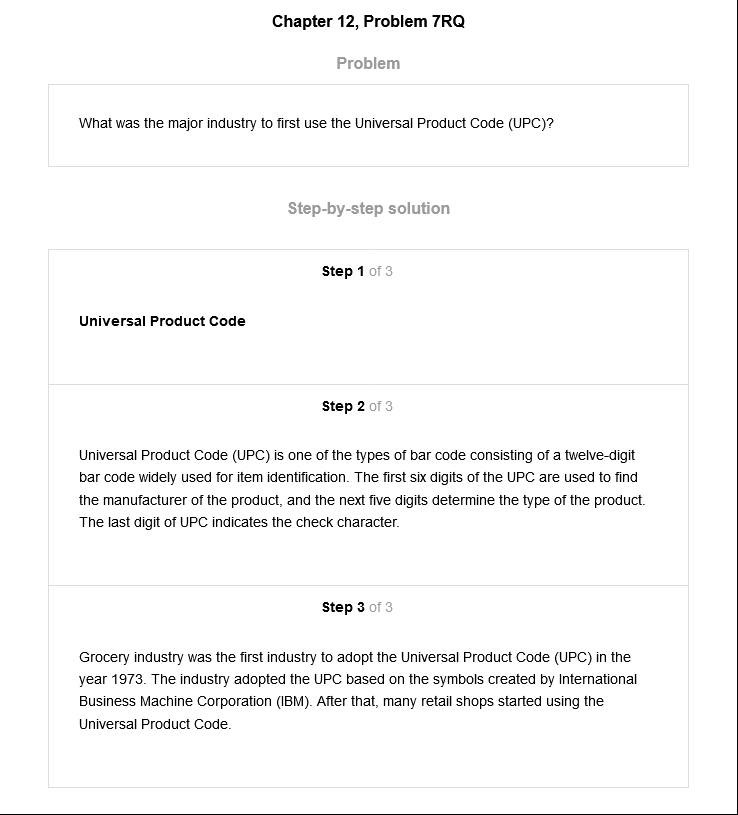 Chapter 12, Problem 7RQ
Problem
What was the major industry to first use the Universal Product Code (UPC)?
Step-by-step solution
Step 1 of 3
Universal Product Code
Step 2 of 3
Universal Product Code (UPC) is one of the types of bar code consisting of a twelve-digit
bar code widely used for item identification. The first six digits of the UPC are used to find
the manufacturer of the product, and the next five digits determine the type of the product.
The last digit of UPC indicates the check character.
Step 3 of 3
Grocery industry was the first industry to adopt the Universal Product Code (UPC) in the
year 1973. The industry adopted the UPC based on the symbols created by International
Business Machine Corporation (IBM). After that, many retail shops started using the
Universal Product Code.